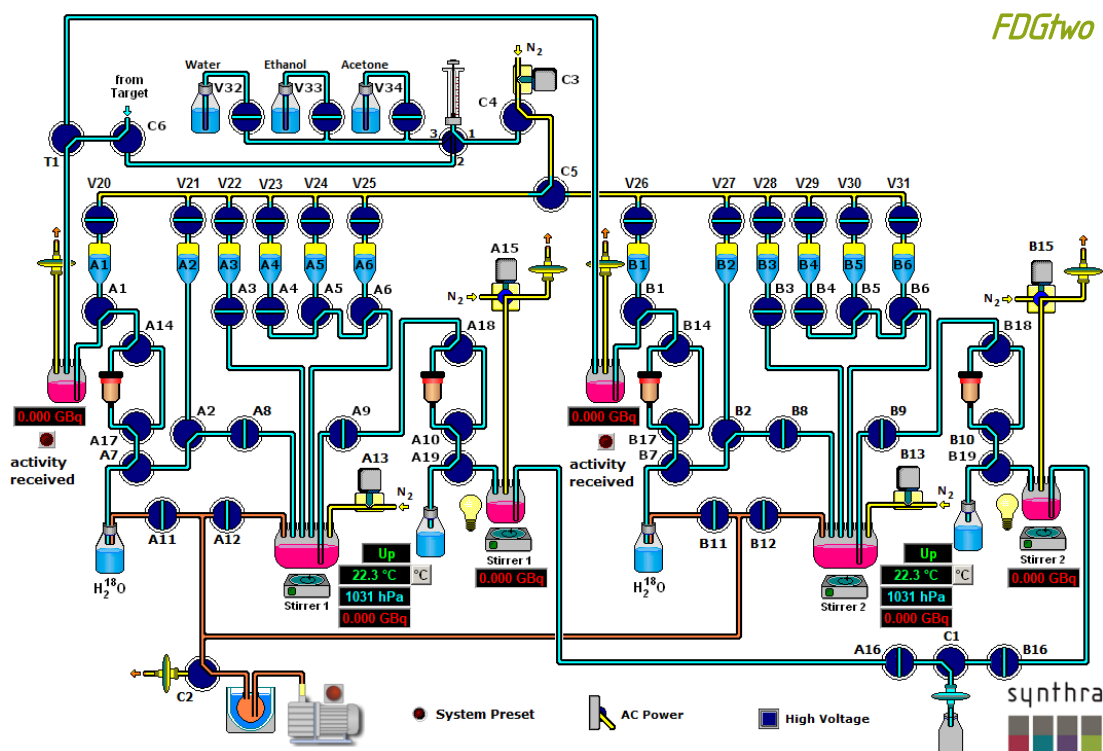 FDGtwo
N2
Water
Ethanol
Acetone
from
Target
V32
V33
V34
C3
C4
C6
3
1
2
T1
C5
V20
V21
V22
V23
V24
V25
V26
V27
V28
V29
V30
V31
A1
A2
A3
A4
A5
A6
B1
B2
B3
B4
B5
B6
A15
B15
N2
N2
A1
A3
A4
A5
A6
B1
B3
B4
B5
B6
A14
A18
B14
B18
0.000 GBq
0.000 GBq
A2
A8
A9
B2
B8
B9
activity
received
A17
A7
A10
A19
A13
N2
activity
received
B17
B7
B10
B19
B13
N2
A11
A12
B11
B12
Stirrer 1
Stirrer 2
0.000 GBq
0.000 GBq
H2 18O
H2 18O
Stirrer 1
Stirrer 2
Up
22.3 °C
°C
1031 hPa
0.000 GBq
Up
22.3 °C
°C
1031 hPa
0.000 GBq
A16
C1
B16
C2
System Preset
AC Power
High Voltage
synthra